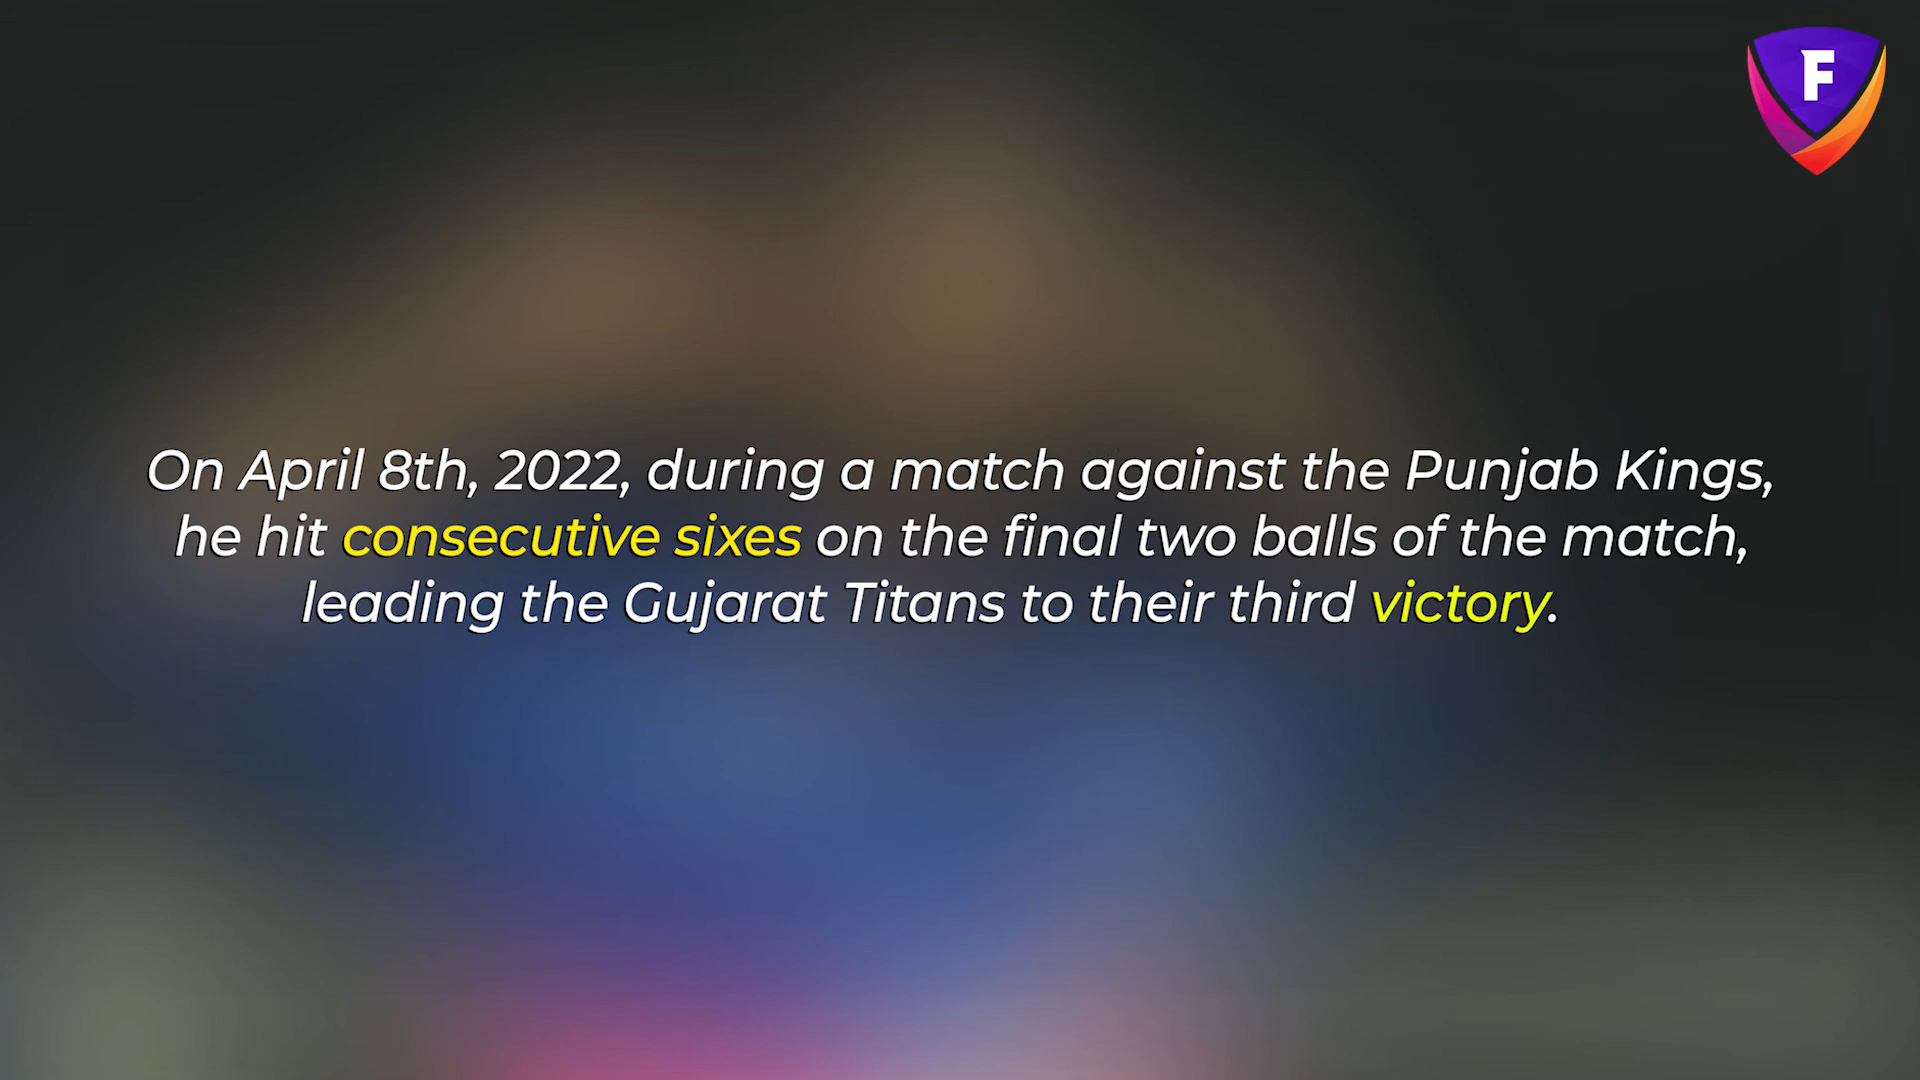 F
On April 8th, 2022, during a match against the Punjab Kings,
he hit consecutive sixes on the final two balls of the match,
leading the Gujarat Titans to their third victory.